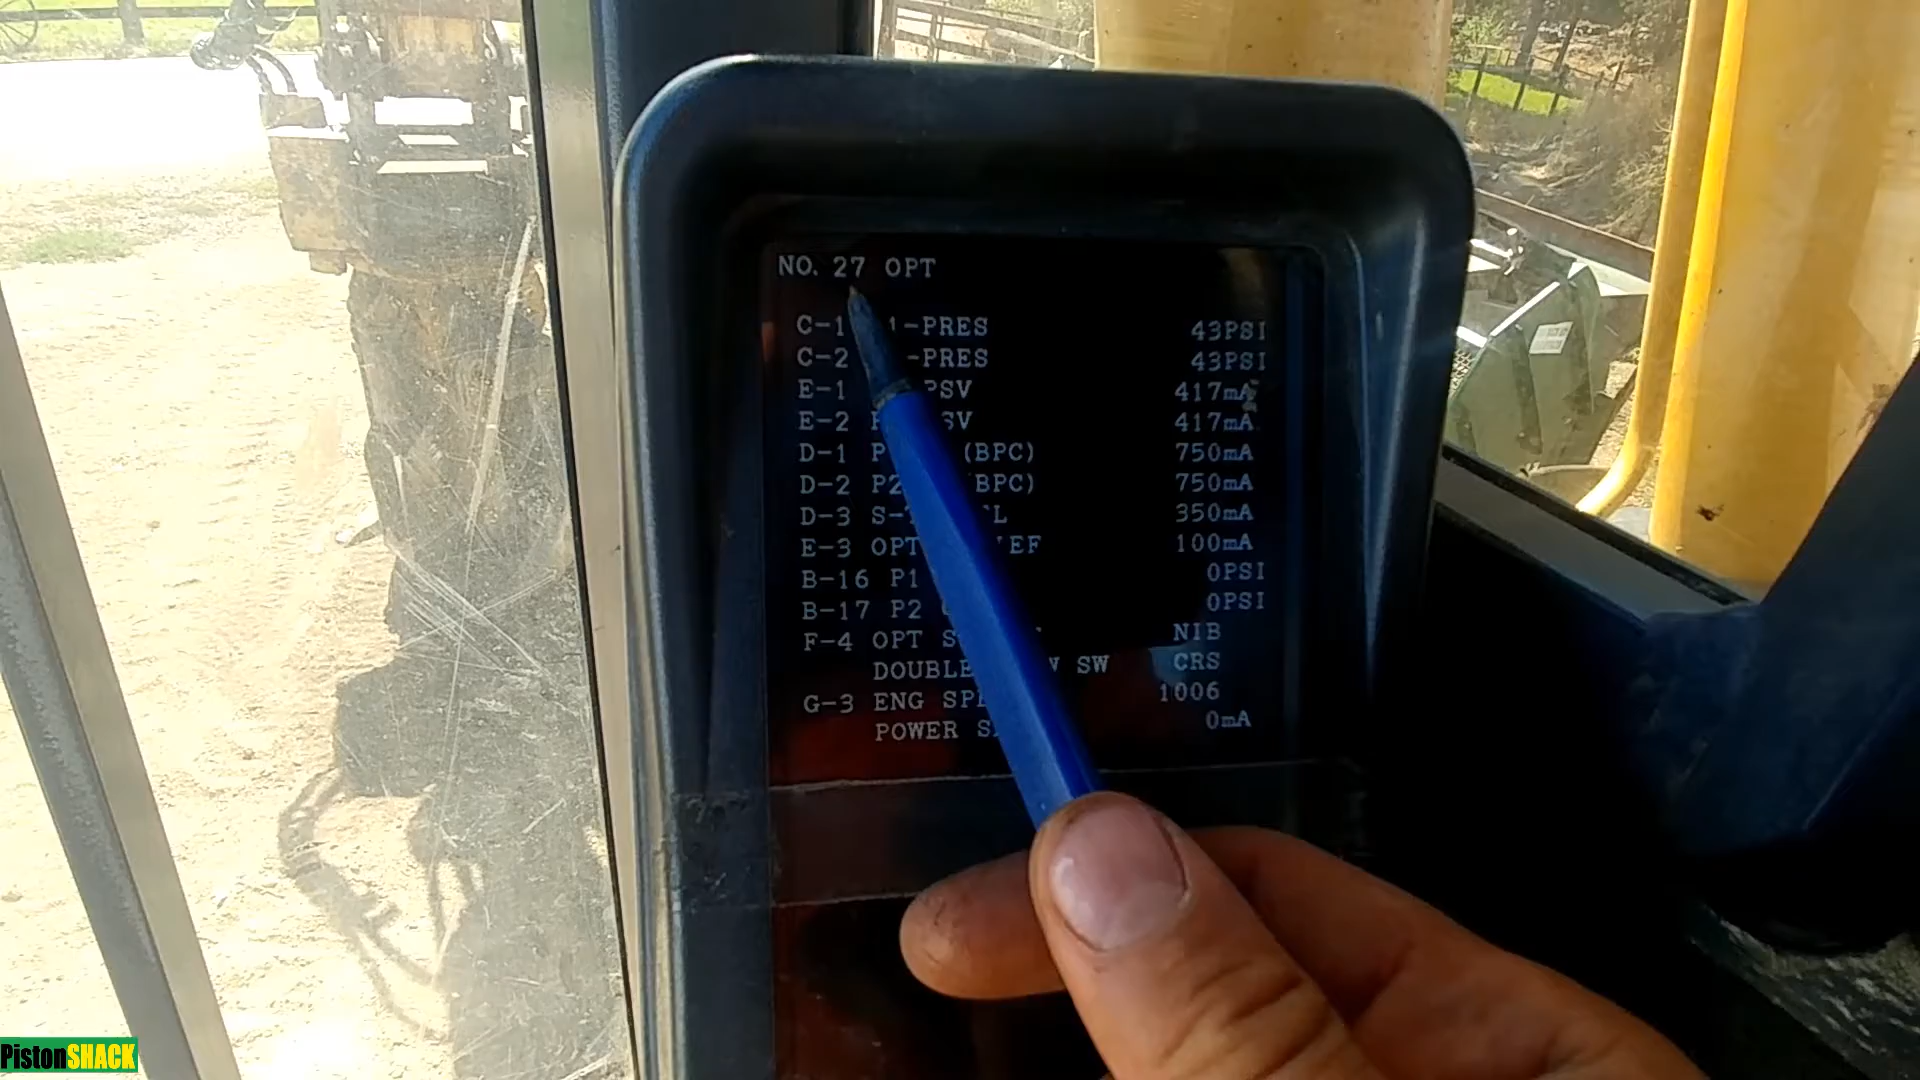 NO. 27 OPT
C-1 1-PRES 43PSI
C-2 -PRES 43PSI
E-1 PSV 417mA
E-2 SV 417mA
D-1 P (BPC) 750mA
D-2 P2 (BPC) 750mA
D-3 S- L 350mA
E-3 OPT EF 100mA
B-16 P1 0PSI
B-17 P2 0PSI
F-4 OPT S NIB
DOUBLE W SW CRS
G-3 ENG SPE 1006
POWER S 0mA
PistonSHACK